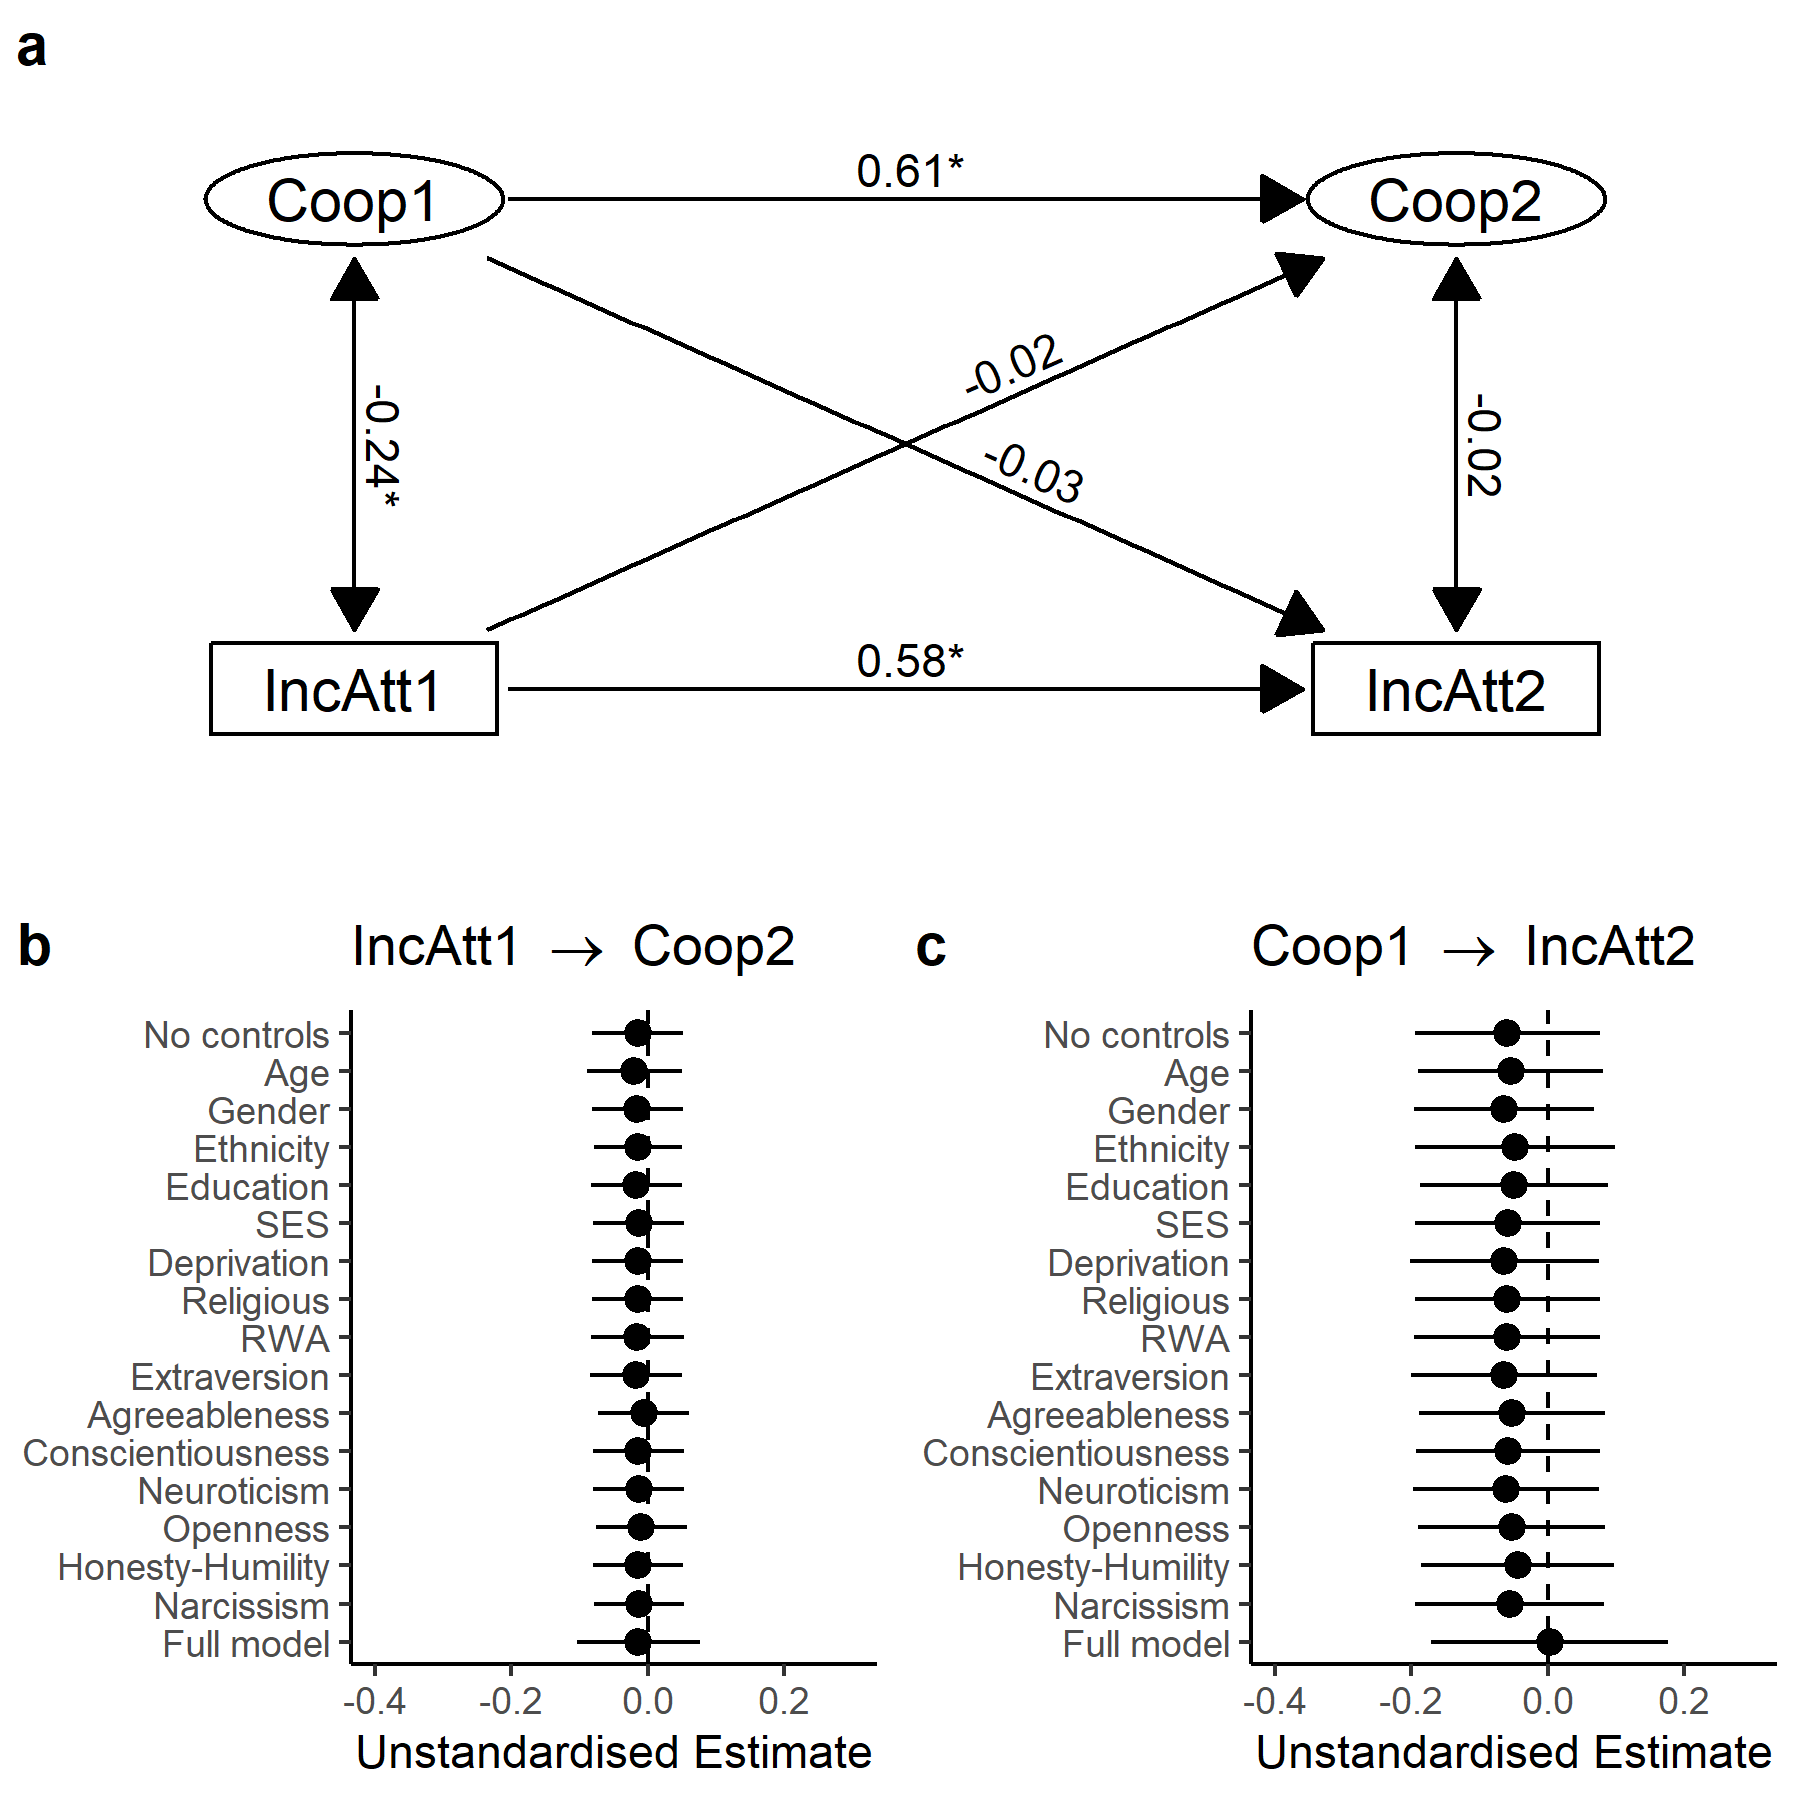 a
Coop1
0.61*
Coop2
-0.24*
-0.02
-0.03
-0.02
IncAtt1
0.58*
IncAtt2
b
IncAtt1 → Coop2
No controls
Age
Gender
Ethnicity
Education
SES
Deprivation
Religious
RWA
Extraversion
Agreeableness
Conscientiousness
Neuroticism
Openness
Honesty-Humility
Narcissism
Full model
-0.4 -0.2 0.0 0.2
Unstandardised Estimate
c
Coop1 → IncAtt2
No controls
Age
Gender
Ethnicity
Education
SES
Deprivation
Religious
RWA
Extraversion
Agreeableness
Conscientiousness
Neuroticism
Openness
Honesty-Humility
Narcissism
Full model
-0.4 -0.2 0.0 0.2
Unstandardised Estimate